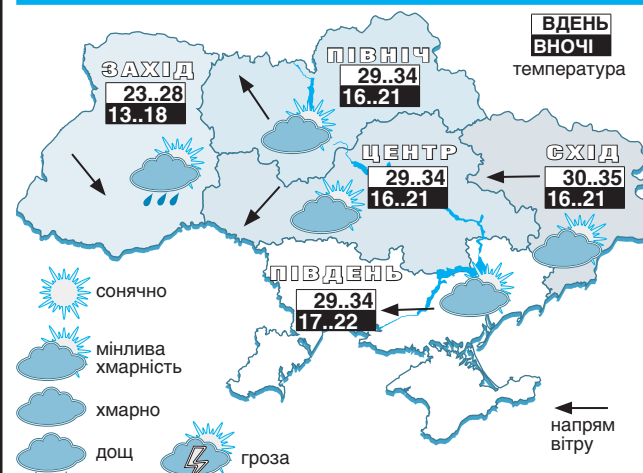 ВДЕНЬ
ВНОЧІ
температура
ПІВНІЧ
29..34
16..21
ЗАХІД
23..28
13..18
ЦЕНТР
29..34
16..21
СХІД
30..35
16..21
ПІВДЕНЬ
29..34
17..22
сонячно
мінлива
хмарність
хмарно
дощ
гроза
напрям
вітру